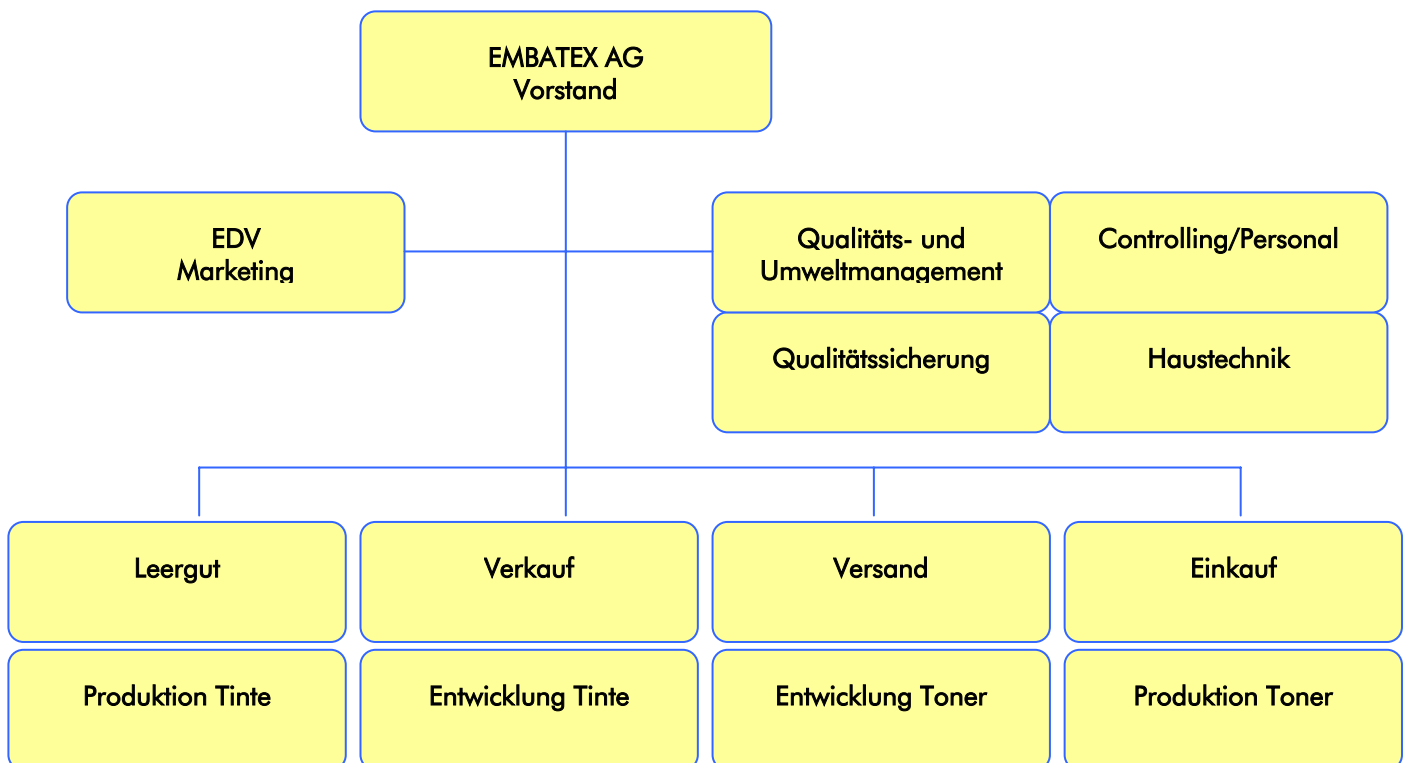 EMBATEX AG
Vorstand
EDV
Marketing
Qualitäts- und
Umweltmanagement
Controlling/Personal
Qualitätssicherung
Haustechnik
Leergut
Verkauf
Versand
Einkauf
Produktion Tinte
Entwicklung Tinte
Entwicklung Toner
Produktion Toner